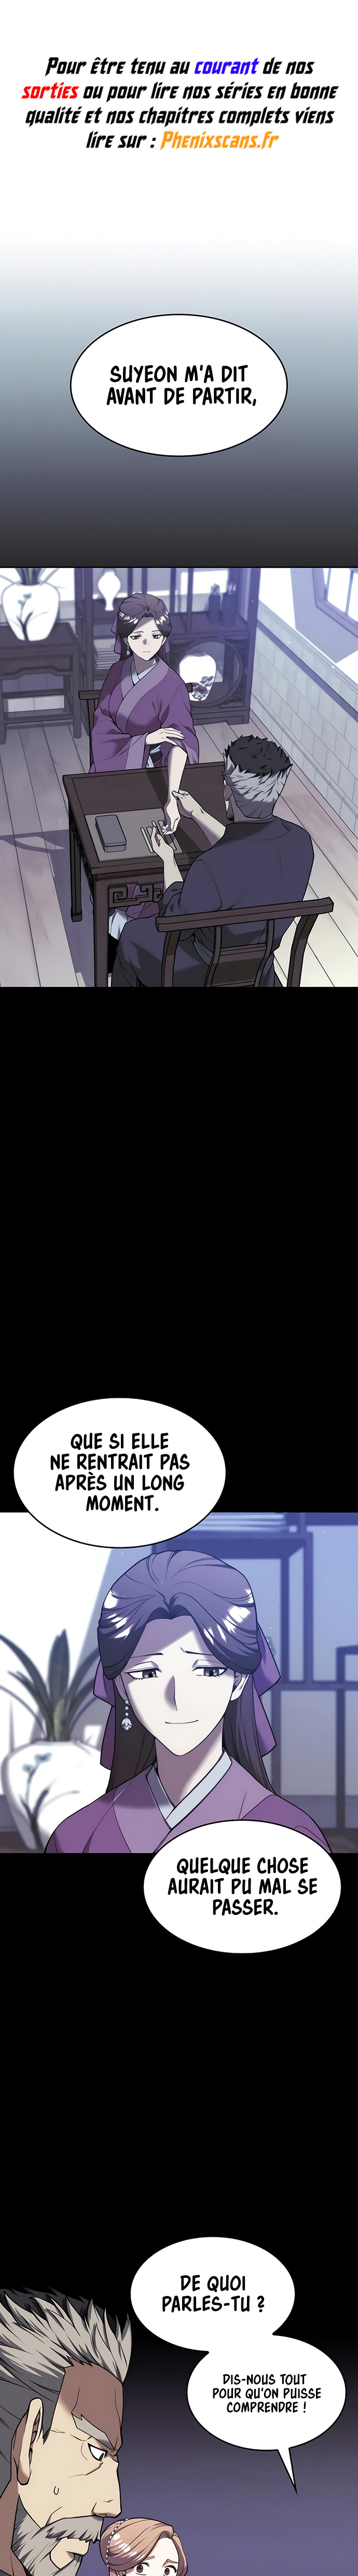 Pour être tenu au courant de nos
sorties ou pour lire nos séries en bonne
qualité et nos chapitres complets viens
lire sur : Phenixscans.fr
SUYEON M'A DIT
AVANT DE PARTIR,
QUE SI ELLE
NE RENTRAIT PAS
APRÈS UN LONG
MOMENT.
QUELQUE CHOSE
AURAIT PU MAL SE
PASSER.
DE QUOI
PARLES-TU ?
DIS-NOUS TOUT
POUR QU'ON PUISSE
COMPRENDRE !